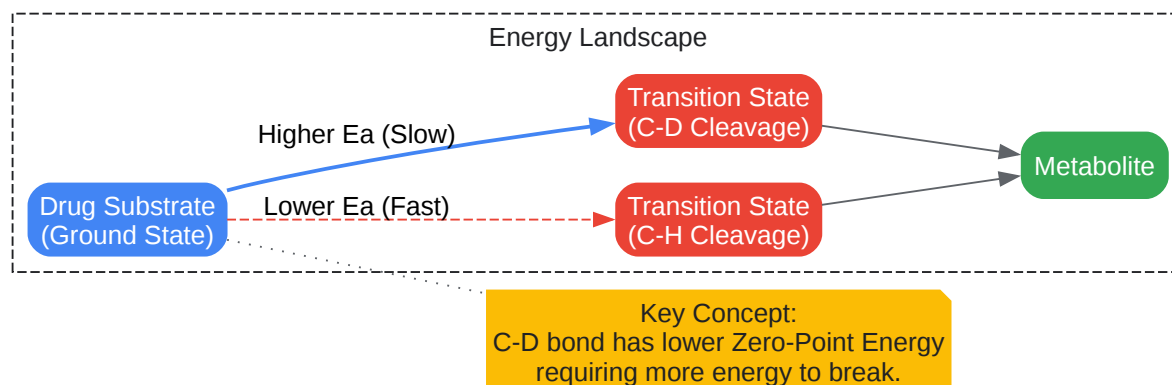 Energy Landscape
Transition State
(C-D Cleavage)
Higher Ea (Slow)
Metabolite
Drug Substrate
(Ground State)
Lower Ea (Fast)
Transition State
(C-H Cleavage)
Key Concept:
C-D bond has lower Zero-Point Energy
requiring more energy to break.